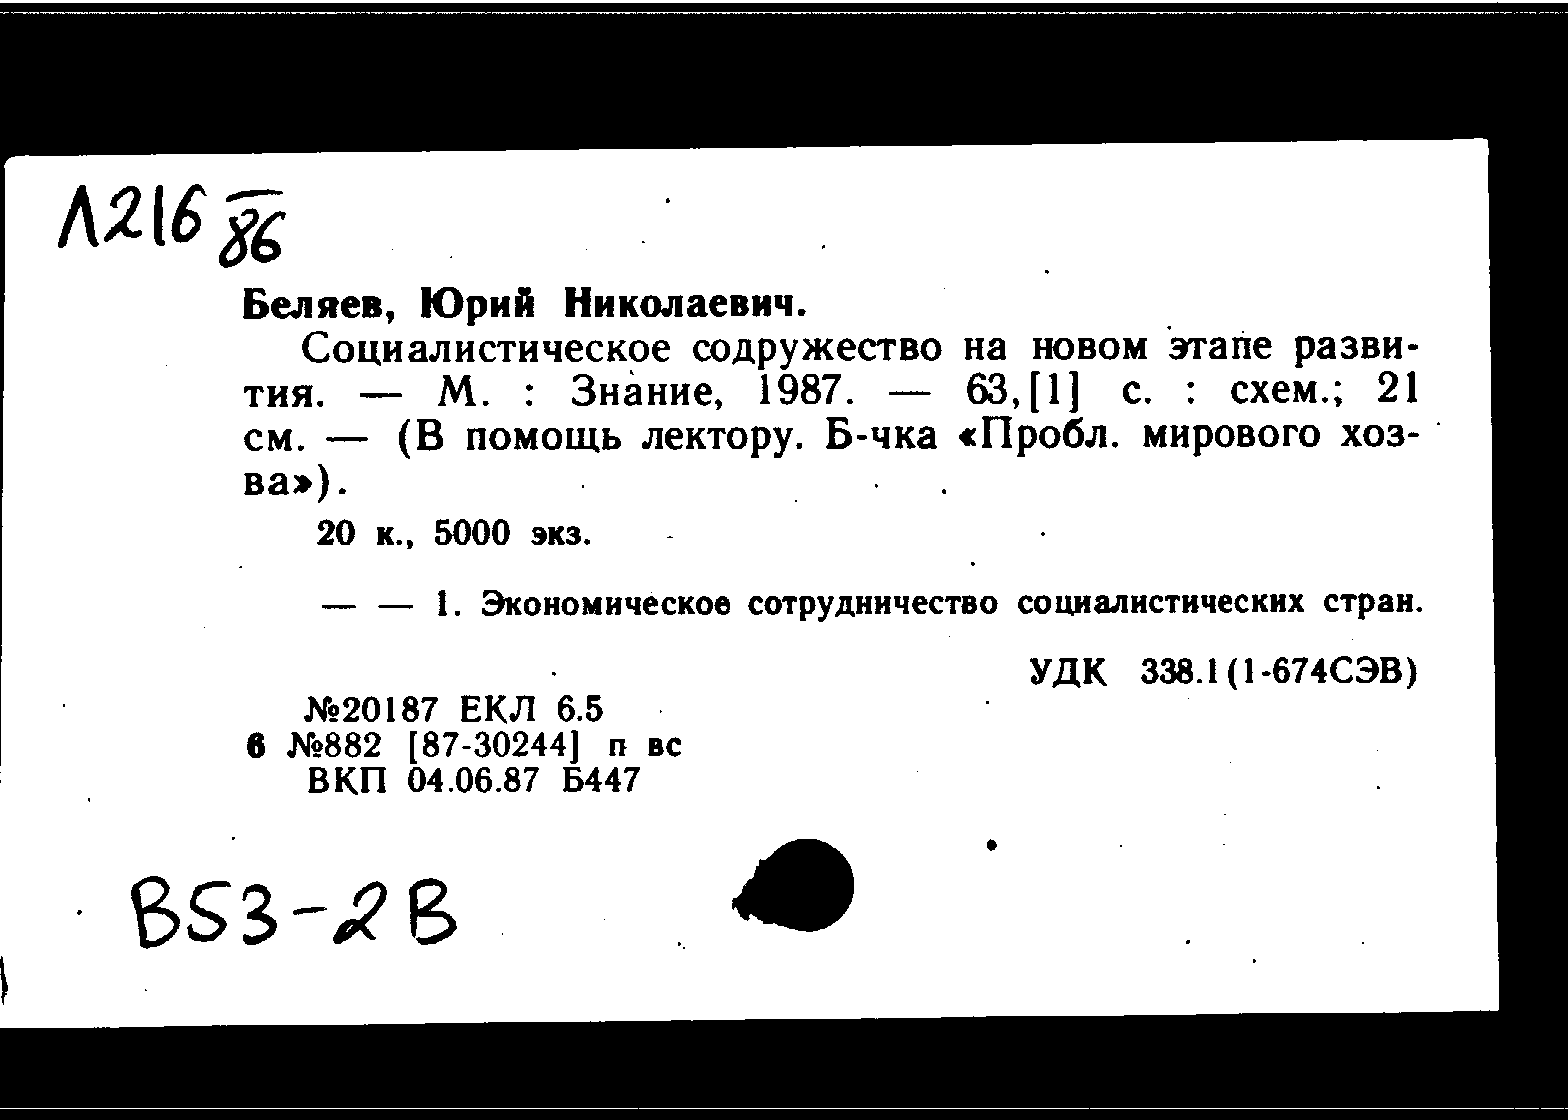 Л216 86
Беляев, Юрий Николаевич.
Социалистическое содружество на новом этапе разви-
тия. — М. : Знание, 1987. — 63,[1] с. : схем.; 21
см. — (В помощь лектору. Б-чка «Пробл. мирового хоз-
ва»).
20 к., 5000 экз.
— — 1. Экономическое сотрудничество социалистических стран.
УДК 338.1(1-674СЭВ)
№20187 ЕКЛ 6.5
6 №882 [87-30244] п вс
ВКП 04.06.87 Б447
В53-2В